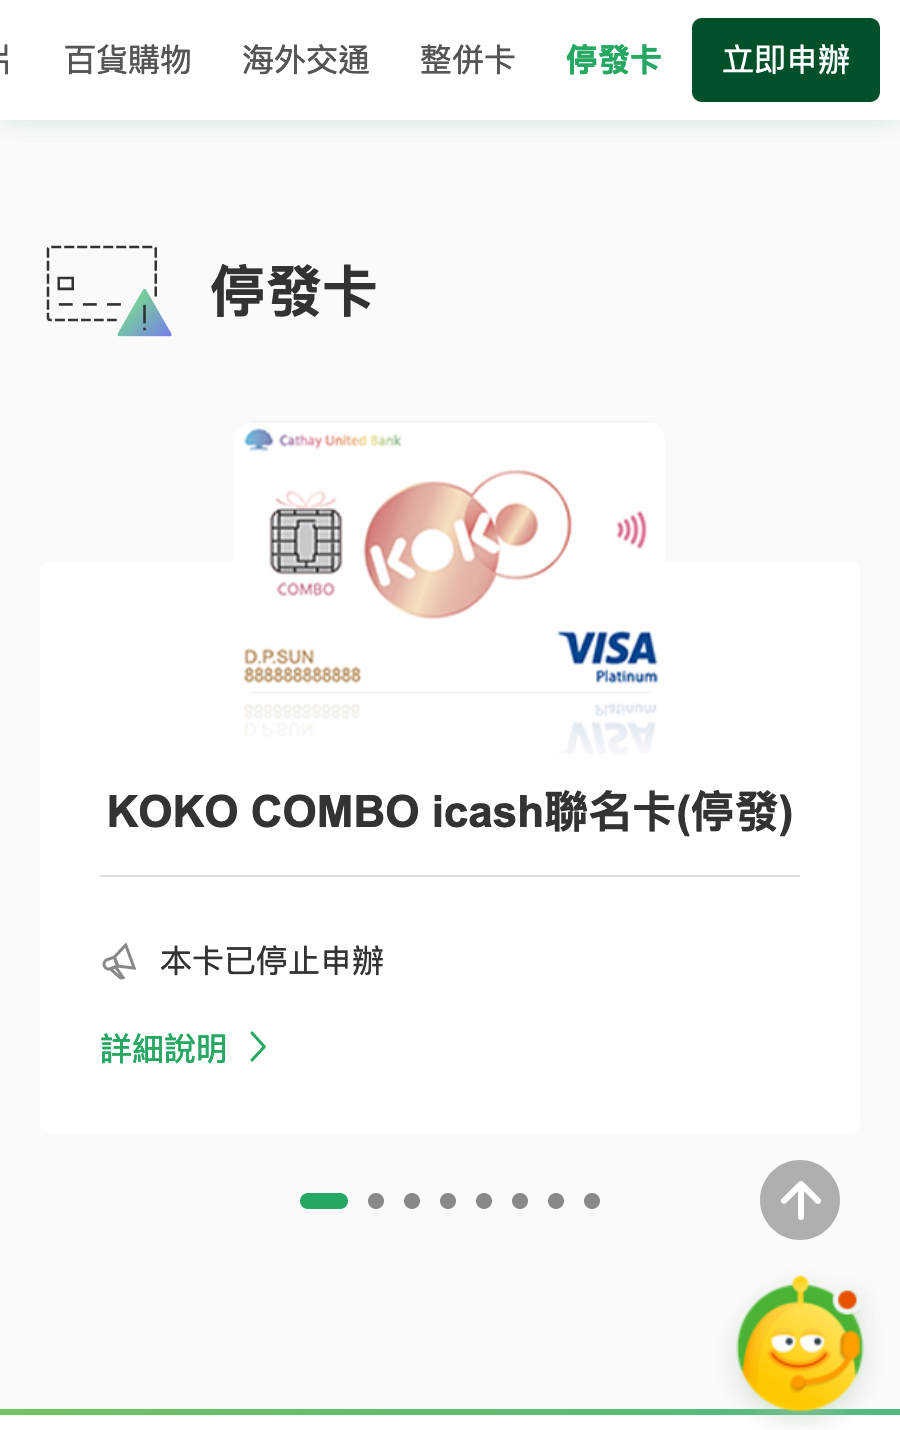 百貨購物
海外交通
整併卡
停發卡
立即申辦
停發卡
Cathay United Bank
KOKO
COMBO
D.P.SUN
888888888888
VISA
Platinum
KOKO COMBO icash聯名卡(停發)
本卡已停止申辦
詳細說明